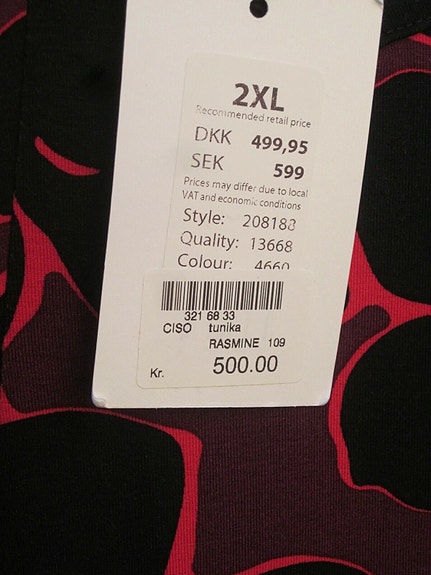 2XL
Recommended retail price
DKK 499,95
SEK 599
Prices may differ due to local
VAT and economic conditions
Style: 208188
Quality: 13668
Colour: 4660
321 68 33
CISO tunika
RASMINE 109
Kr. 500.00